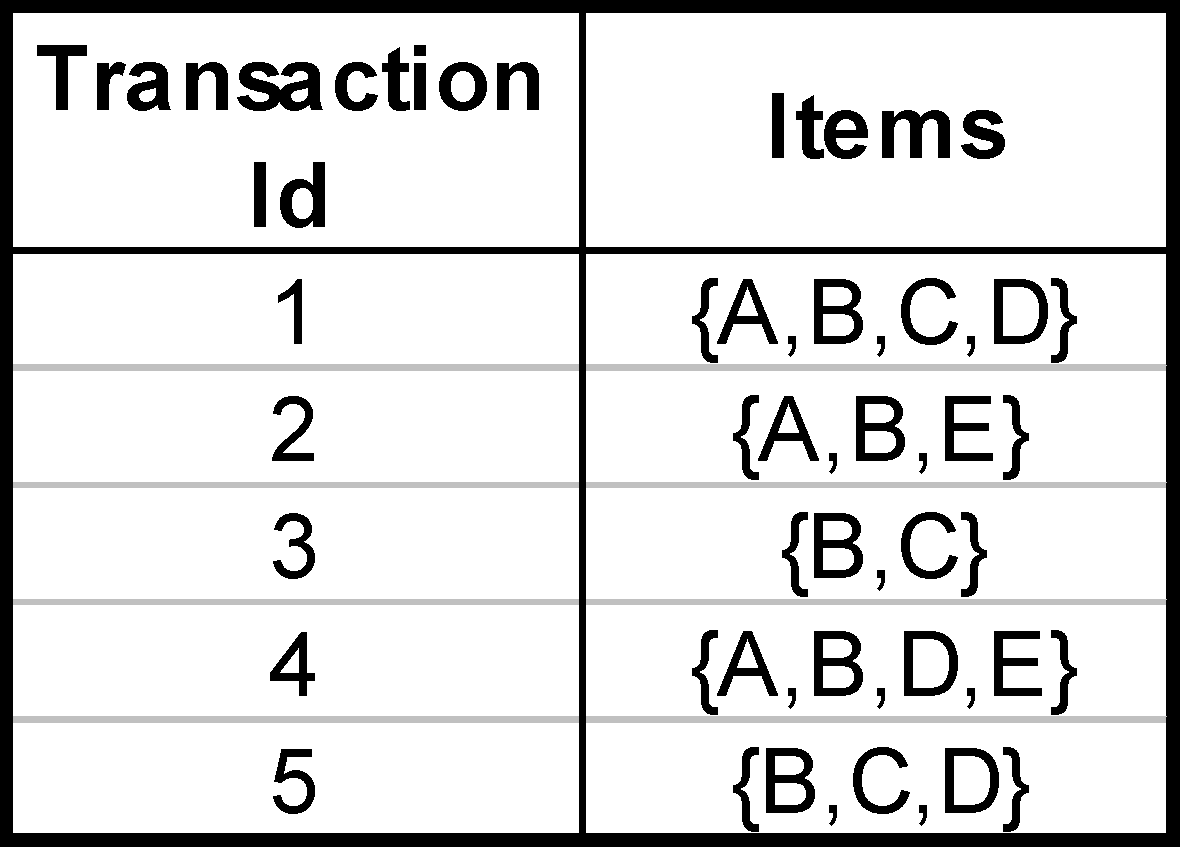 Transaction Id Items
1 {A,B,C,D}
2 {A,B,E}
3 {B,C}
4 {A,B,D,E}
5 {B,C,D}